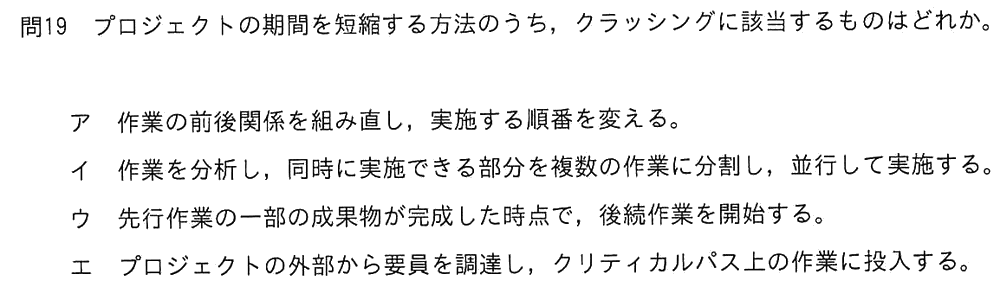 問19　プロジェクトの期間を短縮する方法のうち，クラッシングに該当するものはどれか。
ア　作業の前後関係を組み直し，実施する順番を変える。
イ　作業を分析し，同時に実施できる部分を複数の作業に分割し，並行して実施する。
ウ　先行作業の一部の成果物が完成した時点で，後続作業を開始する。
エ　プロジェクトの外部から要員を調達し，クリティカルパス上の作業に投入する。